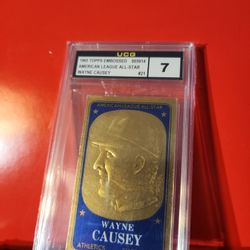 UCG
1965 TOPPS EMBOSSED
AMERICAN LEAGUE ALL-STAR
WAYNE CAUSEY #21
7
AMERICAN LEAGUE ALL-STAR
WAYNE
CAUSEY
ATHLETICS